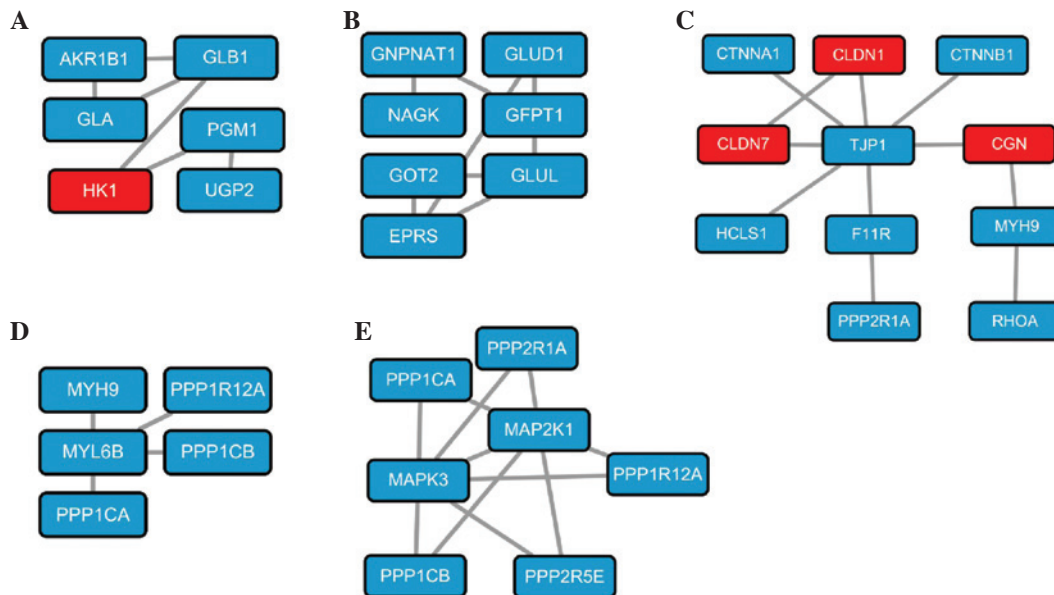 A
AKR1B1
GLB1
GLA
PGM1
HK1
UGP2
B
GNPNAT1
GLUD1
NAGK
GFPT1
GOT2
GLUL
EPRS
C
CTNNA1
CLDN1
CTNNB1
CLDN7
TJP1
CGN
HCLS1
F11R
MYH9
PPP2R1A
RHOA
D
MYH9
PPP1R12A
MYL6B
PPP1CB
PPP1CA
E
PPP2R1A
PPP1CA
MAP2K1
MAPK3
PPP1R12A
PPP1CB
PPP2R5E